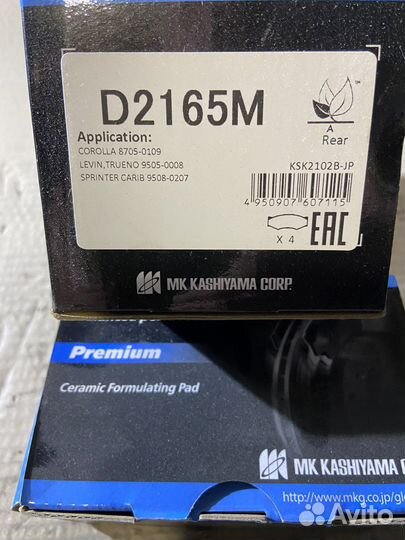 D2165M
Application:
COROLLA 8705-0109
LEVIN,TRUENO 9505-0008
SPRINTER CARIB 9508-0207
TM
A
Rear
KSK2102B-JP
4 950907 607115
X 4
EAC
MK KASHIYAMA CORP.
Premium
Ceramic Formulating Pad
MK KASHIYAMA CORP.
http://www.mkg.co.jp/gl
Avito